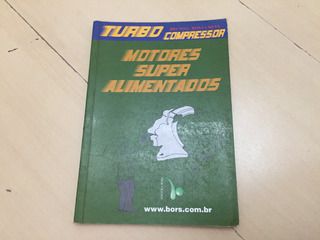 TURBO
COMPRESSOR
MOTORES
SUPER
ALIMENTADOS
www.bors.com.br